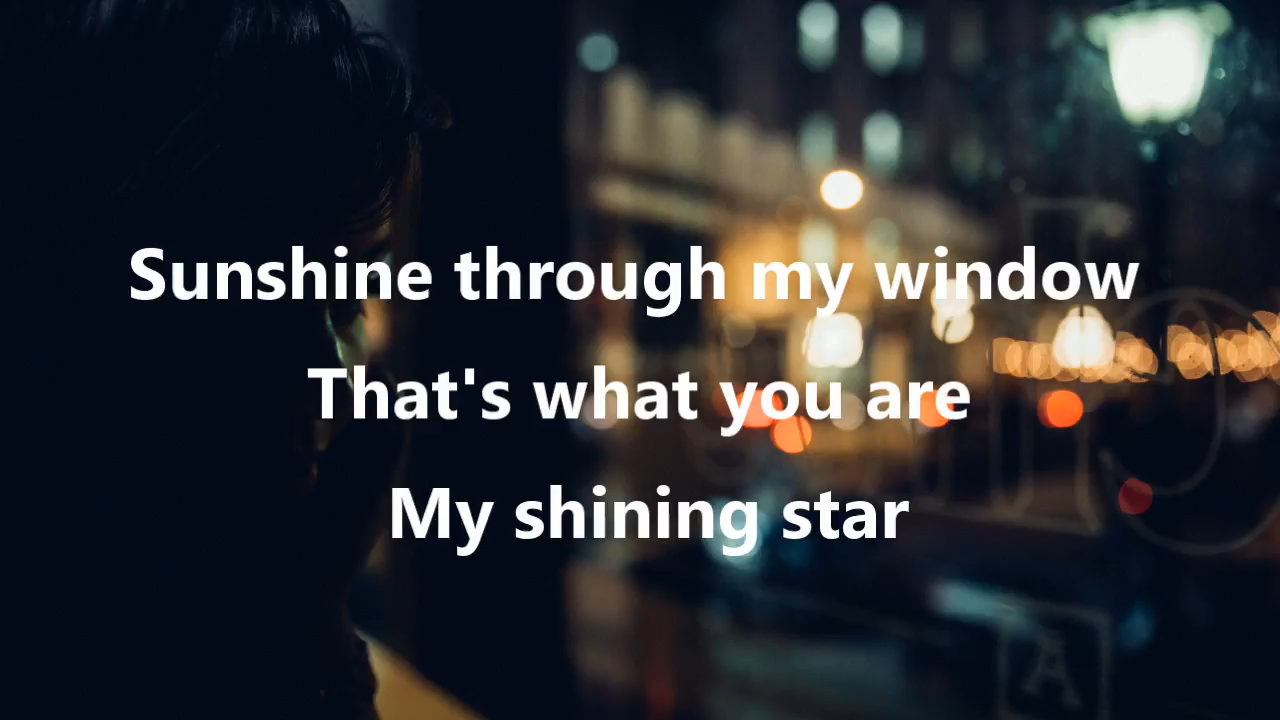 Sunshine through my window
That's what you are
My shining star
A